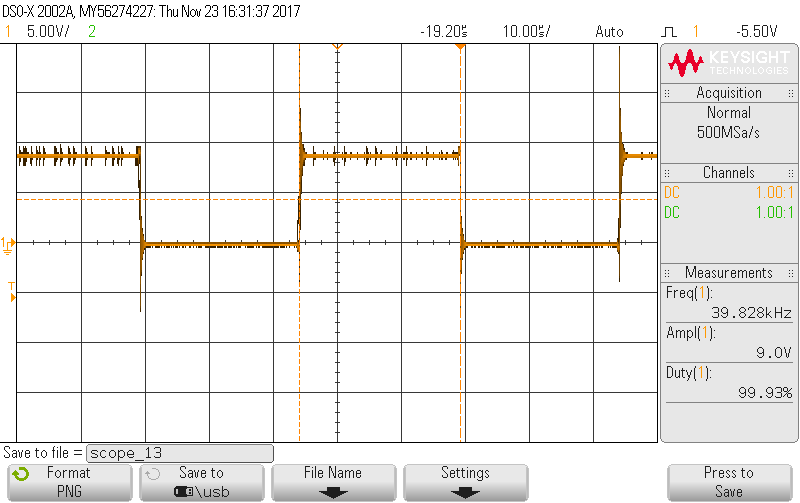 DSO-X 2002A, MY56274227: Thu Nov 23 16:31:37 2017
1 5.00V/ 2 -19.20s 10.00s/ Auto 1 -5.50V
KEYSIGHT
TECHNOLOGIES
Acquisition
Normal
500MSa/s
Channels
DC 1.00:1
DC 1.00:1
Measurements
Freq(1):
39.828kHz
Ampl(1):
9.0V
Duty(1):
99.93%
1
T
Save to file = scope_13
Format
PNG
Save to
\usb
File Name
Settings
Press to
Save